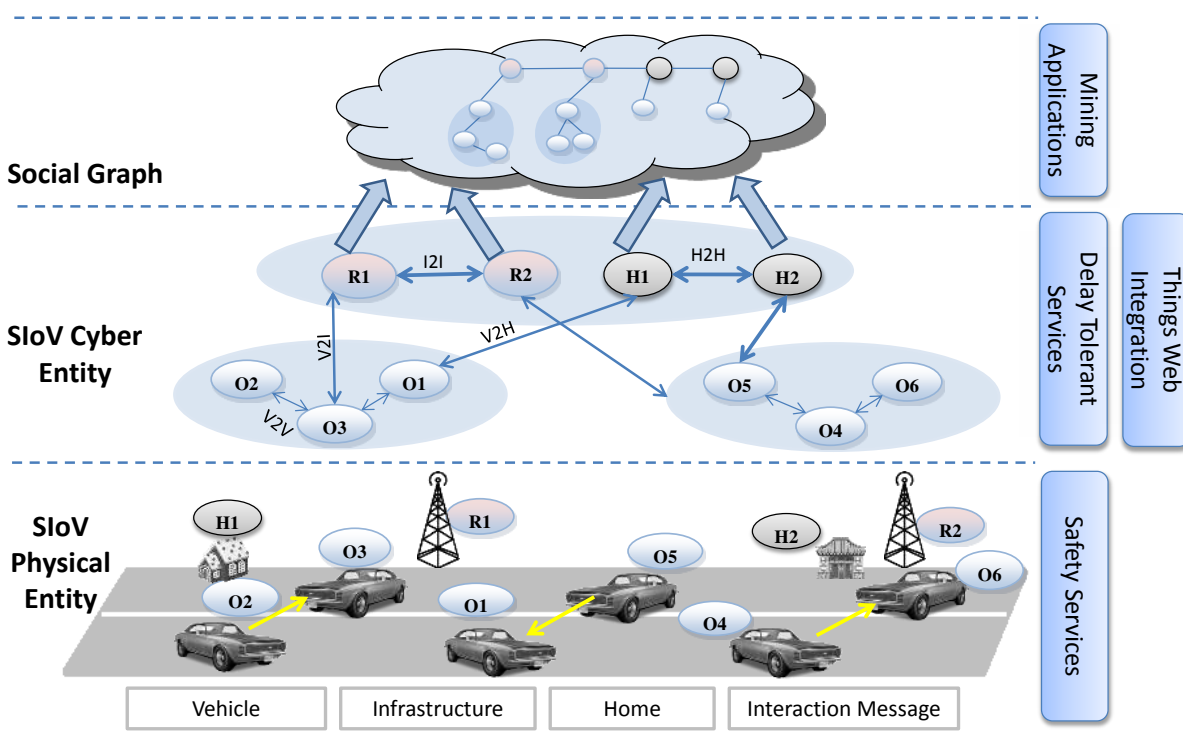 Social Graph
Mining
Applications
R1
I2I
R2
H1
H2H
H2
V2I
V2H
SIoV Cyber
Entity
O2
O1
O3
V2V
O5
O6
O4
Delay Tolerant
Services
Things Web
Integration
SIoV
Physical
Entity
H1
R1
H2
R2
O3
O5
O6
O2
O1
O4
Safety Services
Vehicle
Infrastructure
Home
Interaction Message